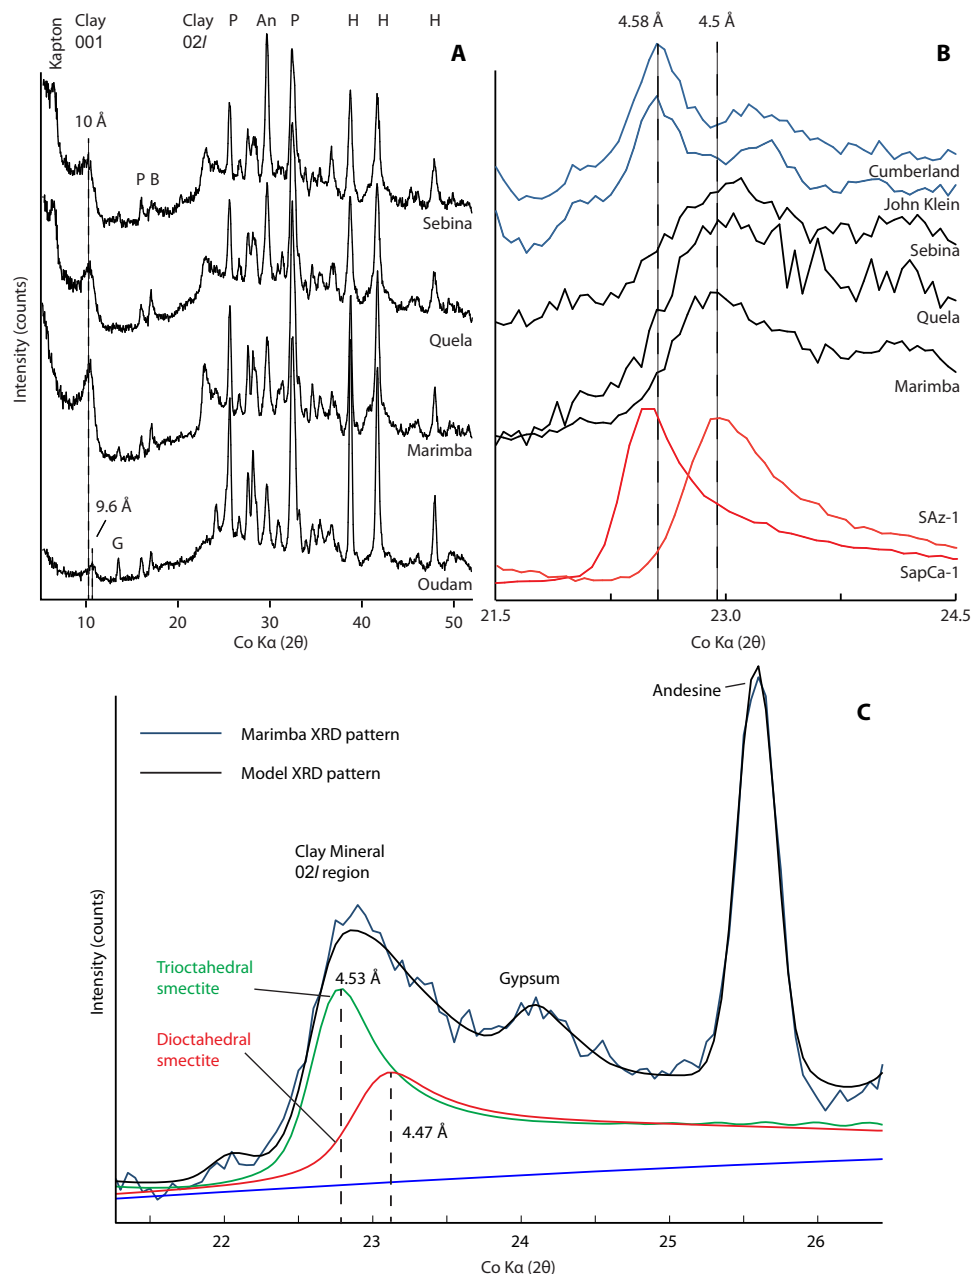 Kapton
Clay
001
Clay
02l
P
An
P
H
H
H
A
10 Å
P B
Sebina
Quela
Marimba
9.6 Å
G
Oudam
Intensity (counts)
10
20
30
40
50
Co Kα (2θ)
4.58 Å
4.5 Å
B
Cumberland
John Klein
Sebina
Quela
Marimba
SAz-1
SapCa-1
21.5
23.0
24.5
Co Kα (2θ)
C
Marimba XRD pattern
Model XRD pattern
Andesine
Clay Mineral
02l region
Trioctahedral
smectite
4.53 Å
Gypsum
Dioctahedral
smectite
4.47 Å
Intensity (counts)
22
23
24
25
26
Co Kα (2θ)